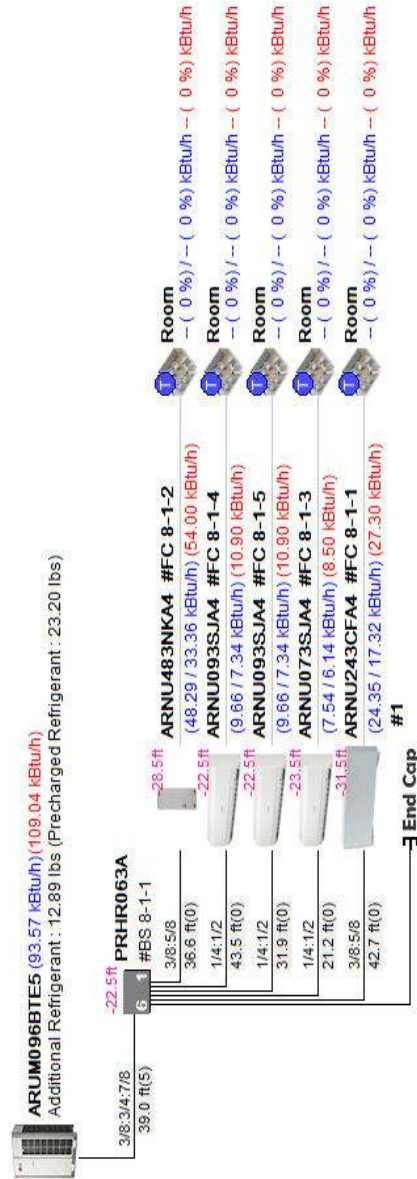 ARUM096BTE5 (93.57 kBtu/h)(109.04 kBtu/h)
Additional Refrigerant : 12.89 lbs (Precharged Refrigerant : 23.20 lbs)
3/8:3/4:7/8
39.0 ft(5)
-22.5ft PRHR063A
6 1 #BS 8-1-1
3/8:5/8
36.6 ft(0)
-28.5ft ARNU483NKA4 #FC 8-1-2
(48.29 / 33.36 kBtu/h) (54.00 kBtu/h)
T Room
-- ( 0 %) / -- ( 0 %) kBtu/h -- ( 0 %) kBtu/h
1/4:1/2
43.5 ft(0)
-22.5ft ARNU093SJA4 #FC 8-1-4
(9.66 / 7.34 kBtu/h) (10.90 kBtu/h)
T Room
-- ( 0 %) / -- ( 0 %) kBtu/h -- ( 0 %) kBtu/h
1/4:1/2
31.9 ft(0)
-22.5ft ARNU093SJA4 #FC 8-1-5
(9.66 / 7.34 kBtu/h) (10.90 kBtu/h)
T Room
-- ( 0 %) / -- ( 0 %) kBtu/h -- ( 0 %) kBtu/h
1/4:1/2
21.2 ft(0)
-23.5ft ARNU073SJA4 #FC 8-1-3
(7.54 / 6.14 kBtu/h) (8.50 kBtu/h)
T Room
-- ( 0 %) / -- ( 0 %) kBtu/h -- ( 0 %) kBtu/h
3/8:5/8
42.7 ft(0)
-31.5ft ARNU243CFA4 #FC 8-1-1
(24.35 / 17.32 kBtu/h) (27.30 kBtu/h)
T Room
-- ( 0 %) / -- ( 0 %) kBtu/h -- ( 0 %) kBtu/h
#1
End Cap